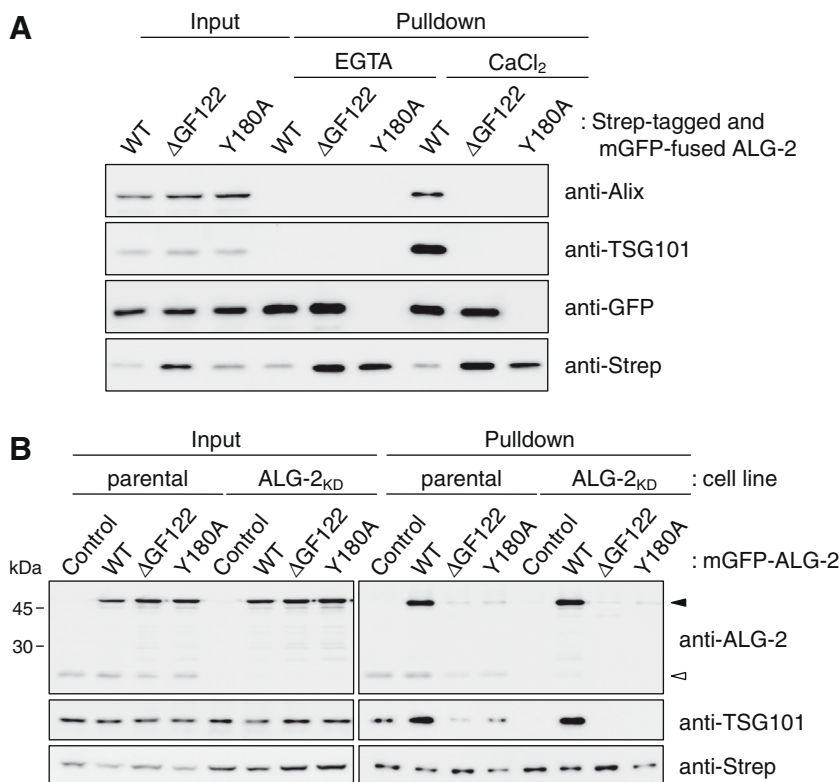 A
Input Pulldown
EGTA CaCl2
WT ΔGF122 Y180A WT ΔGF122 Y180A WT ΔGF122 Y180A : Strep-tagged and
mGFP-fused ALG-2
anti-Alix
anti-TSG101
anti-GFP
anti-Strep
B
Input Pulldown
parental ALG-2KD parental ALG-2KD : cell line
Control WT ΔGF122 Y180A Control WT ΔGF122 Y180A Control WT ΔGF122 Y180A Control WT ΔGF122 Y180A : mGFP-ALG-2
kDa
45
30
anti-ALG-2
anti-TSG101
anti-Strep